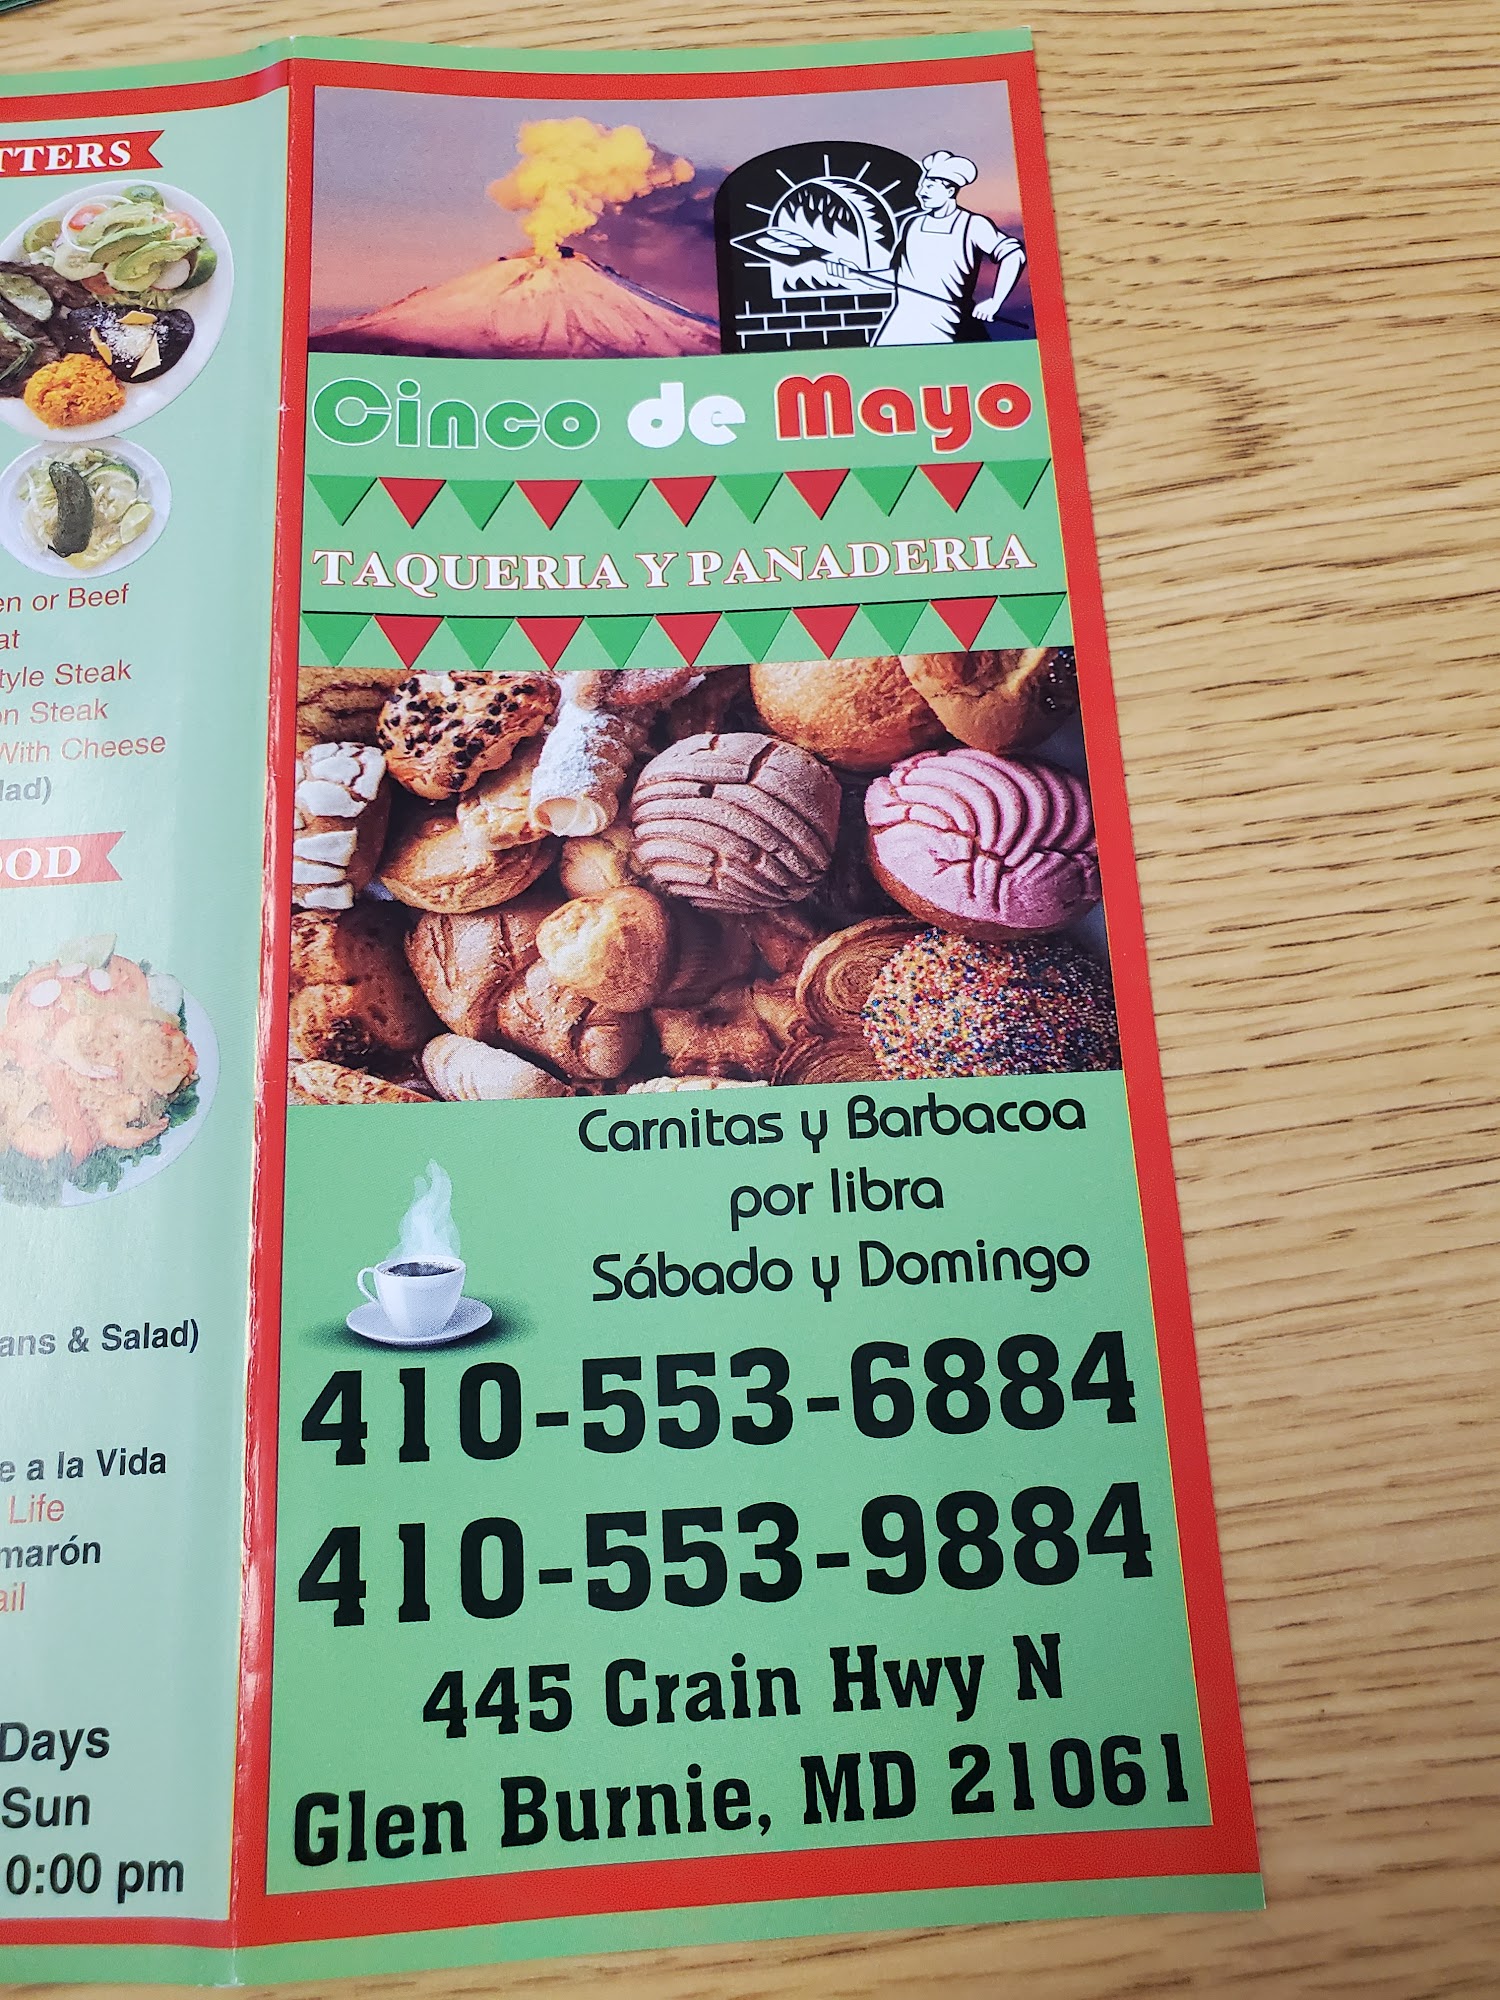 TTERS
en or Beef
at
tyle Steak
on Steak
With Cheese
lad)
OOD
ans & Salad)
e a la Vida
Life
marón
ail
Days
Sun
0:00 pm
Cinco de Mayo
TAQUERIA Y PANADERIA
Carnitas y Barbacoa
por libra
Sábado y Domingo
410-553-6884
410-553-9884
445 Crain Hwy N
Glen Burnie, MD 21061